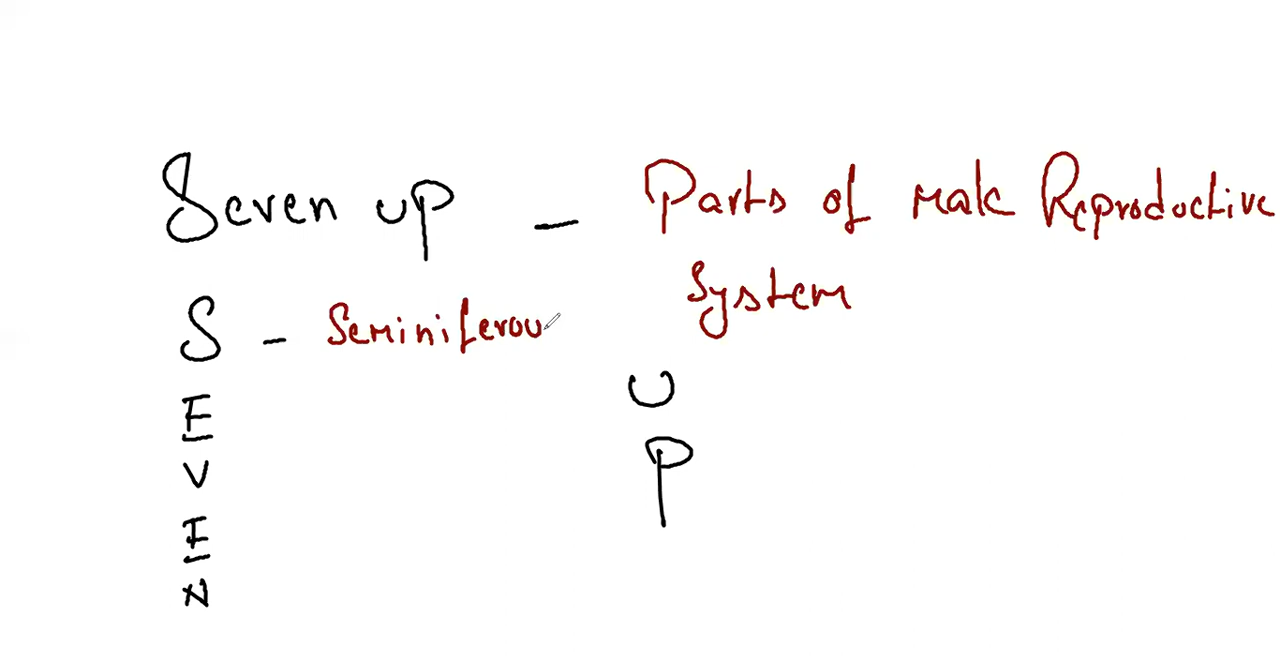 Seven up - Parts of male Reproductive
System
S - Seminiferou
E
V
E
N
U
P